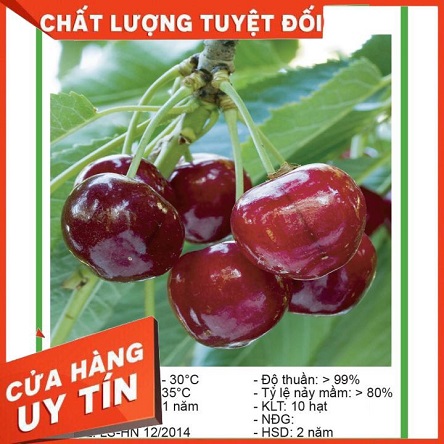 CHẤT LƯỢNG TUYỆT ĐỐI
CỬA HÀNG
UY TÍN
- 30°C
35°C
1 năm
-HN 12/2014
- Độ thuần: > 99%
- Tỷ lệ nảy mầm: > 80%
- KLT: 10 hạt
- NĐG:
- HSD: 2 năm